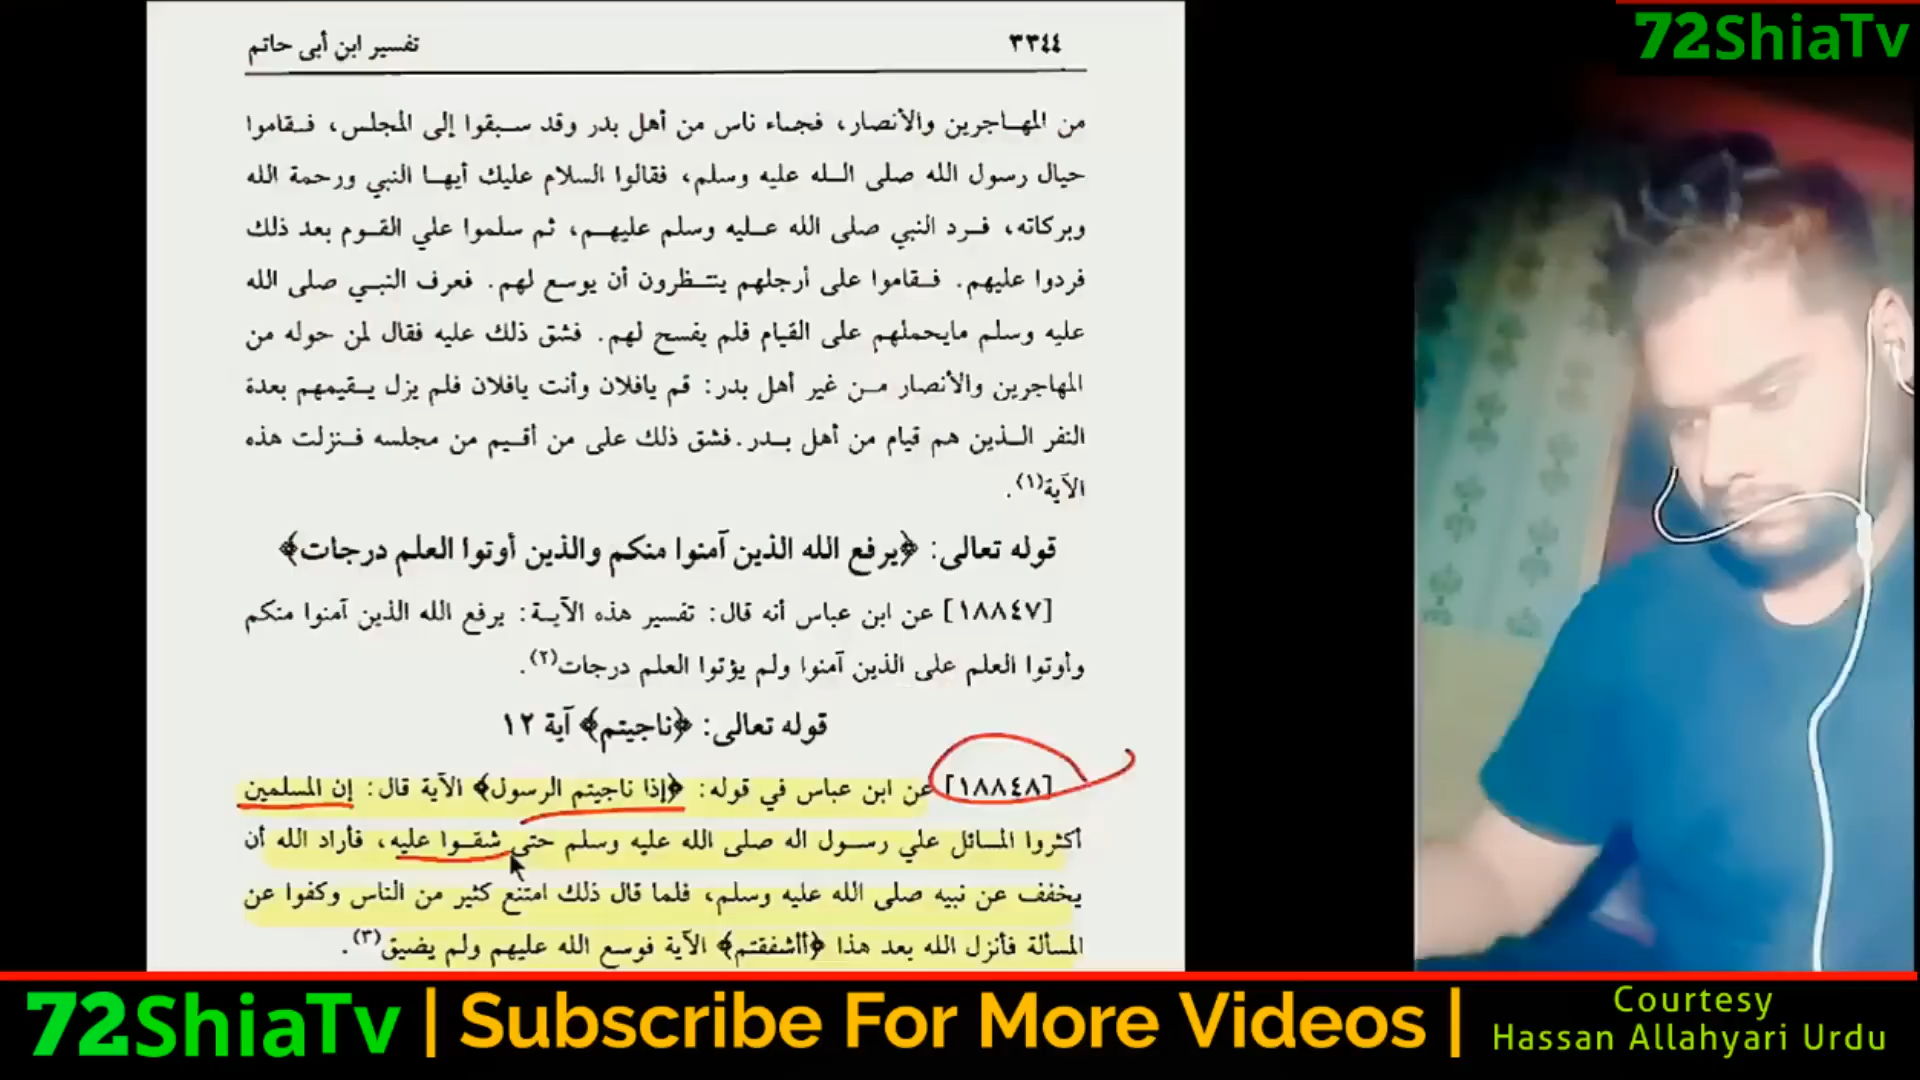 72ShiaTv
٣٣٤٤
تفسير ابن أبى حاتم
من المهاجرين والأنصار، فجاء ناس من أهل بدر وقد سبقوا إلى المجلس، فقاموا
حيال رسول الله صلى الله عليه وسلم، فقالوا السلام عليك أيها النبي ورحمة الله
وبركاته، فرد النبي صلى الله عليه وسلم عليهم، ثم سلموا علي القوم بعد ذلك
فردوا عليهم. فقاموا على أرجلهم ينتظرون أن يوسع لهم. فعرف النبي صلى الله
عليه وسلم مايحملهم على القيام فلم يفسح لهم. فشق ذلك عليه فقال لمن حوله من
المهاجرين والأنصار من غير أهل بدر: قم يافلان وأنت يافلان فلم يزل يقيمهم بعدة
النفر الذين هم قيام من أهل بدر. فشق ذلك على من أقيم من مجلسه فنزلت هذه
الآية(١).
قوله تعالى: ﴿يرفع الله الذين آمنوا منكم والذين أوتوا العلم درجات﴾
[١٨٨٤٧] عن ابن عباس أنه قال: تفسير هذه الآية: يرفع الله الذين آمنوا منكم
وأوتوا العلم على الذين آمنوا ولم يؤتوا العلم درجات(٢).
قوله تعالى: ﴿ناجيتم﴾ آية ١٢
[١٨٨٤٨] عن ابن عباس في قوله: ﴿إذا ناجيتم الرسول﴾ الآية قال: إن المسلمين
أكثروا المسائل علي رسول اله صلى الله عليه وسلم حتى شقوا عليه، فأراد الله أن
يخفف عن نبيه صلى الله عليه وسلم، فلما قال ذلك امتنع كثير من الناس وكفوا عن
المسألة فأنزل الله بعد هذا ﴿أأشفقتم﴾ الآية فوسع الله عليهم ولم يضيق(٣).
72ShiaTv | Subscribe For More Videos |
Courtesy
Hassan Allahyari Urdu